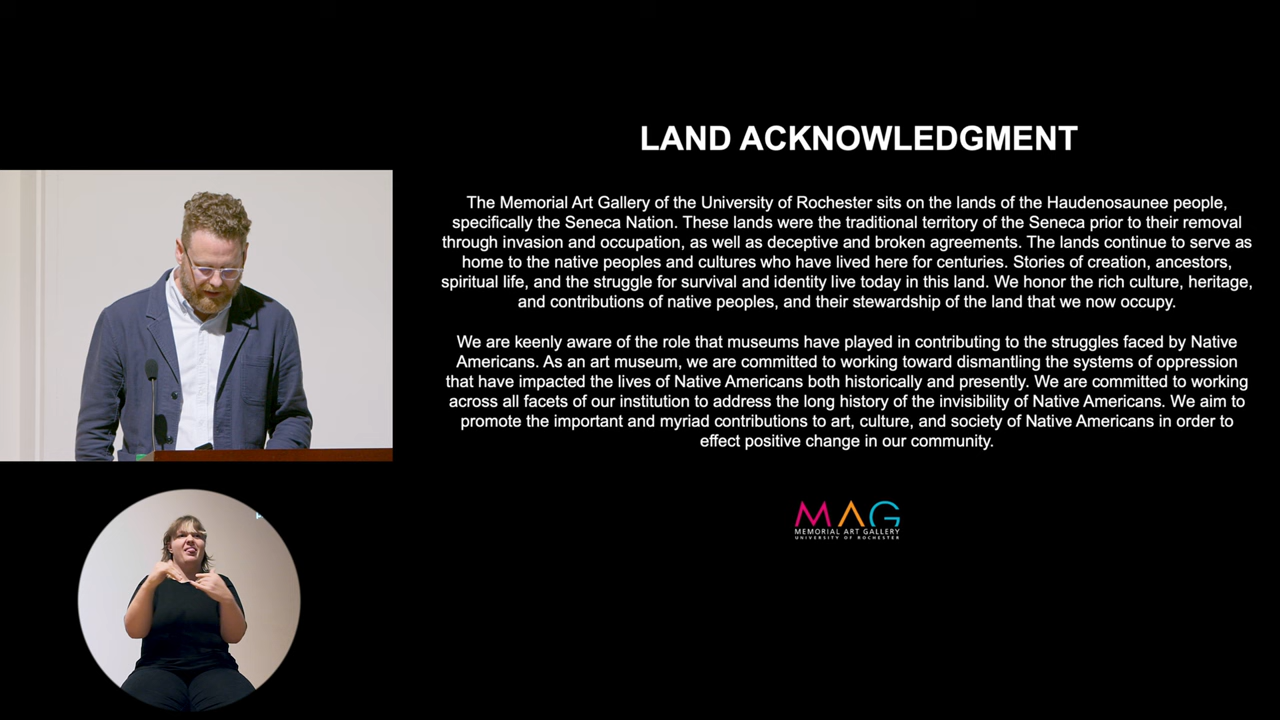 LAND ACKNOWLEDGMENT
The Memorial Art Gallery of the University of Rochester sits on the lands of the Haudenosaunee people,
specifically the Seneca Nation. These lands were the traditional territory of the Seneca prior to their removal
through invasion and occupation, as well as deceptive and broken agreements. The lands continue to serve as
home to the native peoples and cultures who have lived here for centuries. Stories of creation, ancestors,
spiritual life, and the struggle for survival and identity live today in this land. We honor the rich culture, heritage,
and contributions of native peoples, and their stewardship of the land that we now occupy.
We are keenly aware of the role that museums have played in contributing to the struggles faced by Native
Americans. As an art museum, we are committed to working toward dismantling the systems of oppression
that have impacted the lives of Native Americans both historically and presently. We are committed to working
across all facets of our institution to address the long history of the invisibility of Native Americans. We aim to
promote the important and myriad contributions to art, culture, and society of Native Americans in order to
effect positive change in our community.
MAG
MEMORIAL ART GALLERY
UNIVERSITY OF ROCHESTER